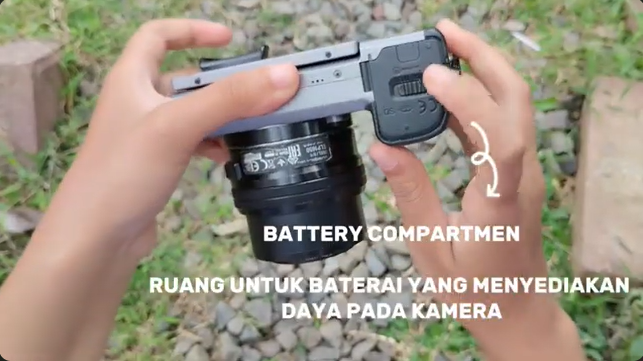 BATTERY COMPARTMEN
RUANG UNTUK BATERAI YANG MENYEDIAKAN
DAYA PADA KAMERA